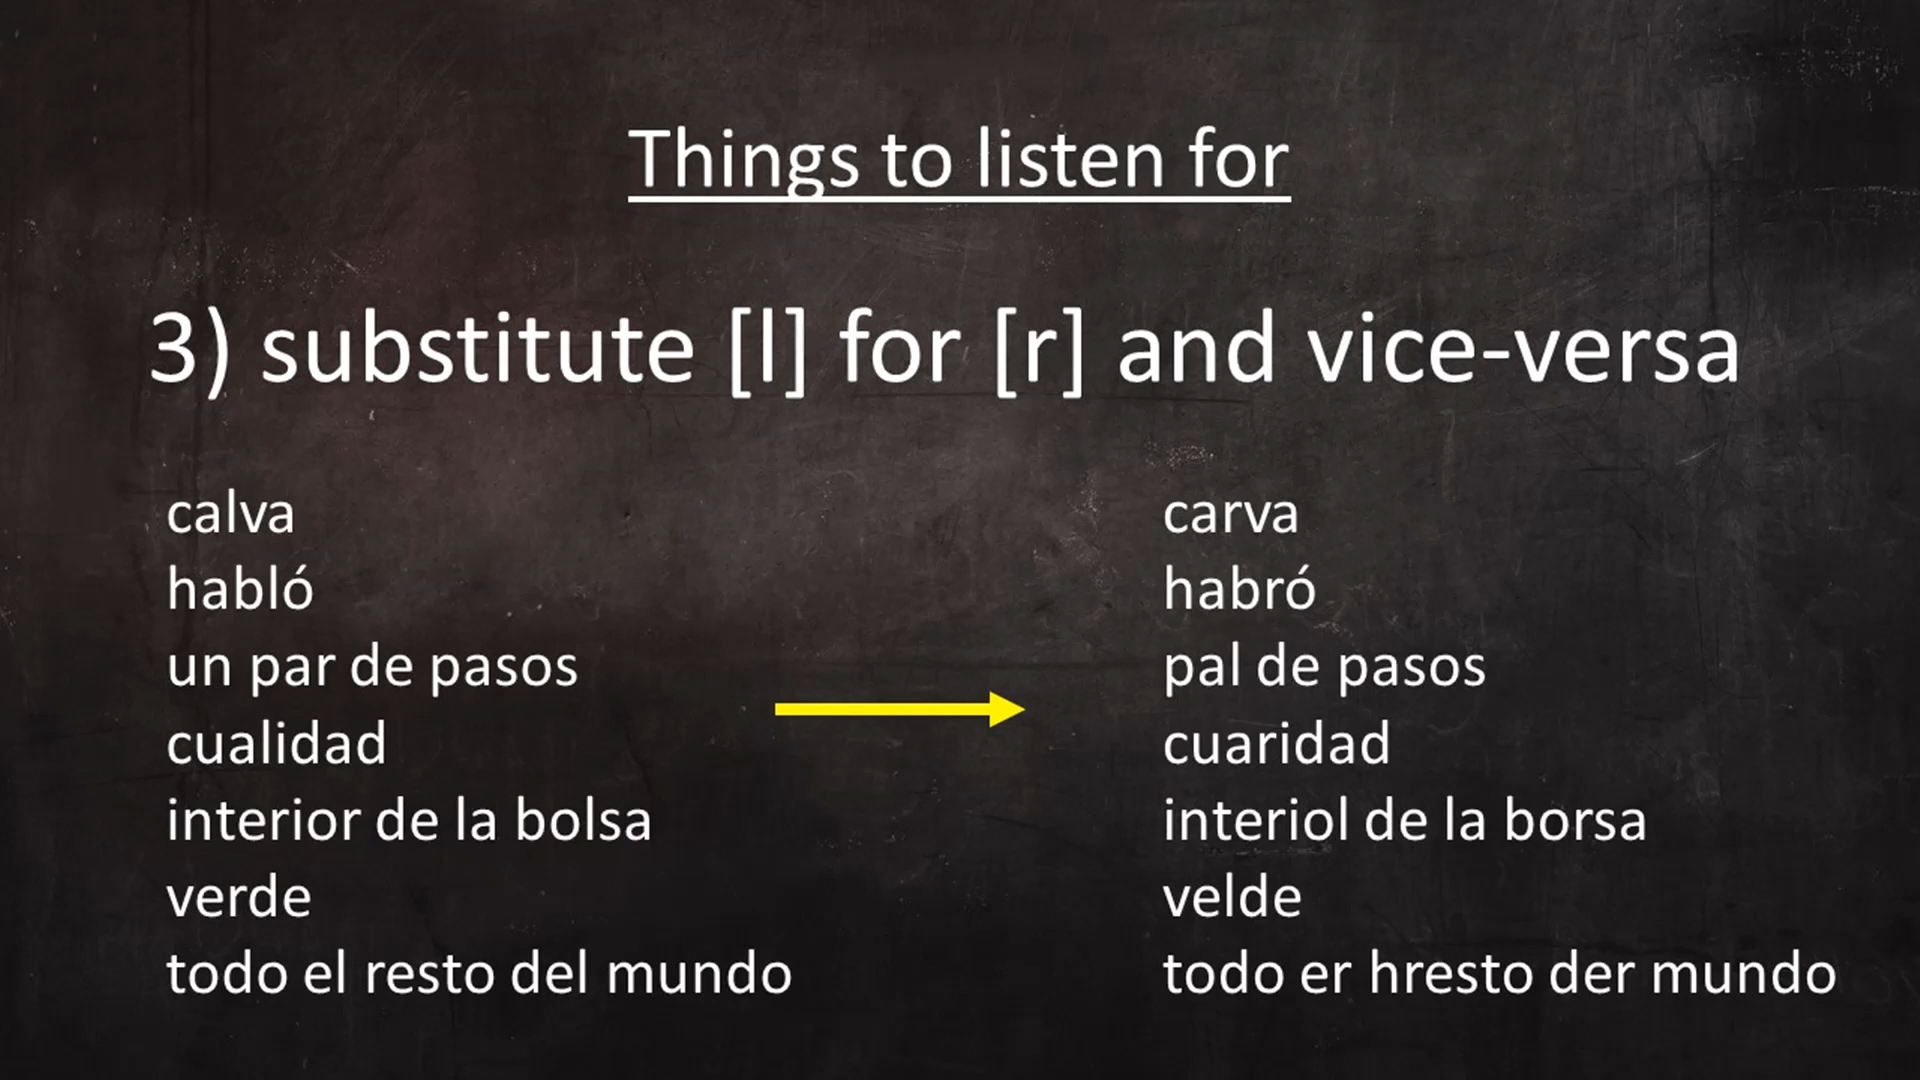 Things to listen for
3) substitute [l] for [r] and vice-versa
calva
habló
un par de pasos
cualidad
interior de la bolsa
verde
todo el resto del mundo
carva
habró
pal de pasos
cuaridad
interiol de la borsa
velde
todo er hresto der mundo